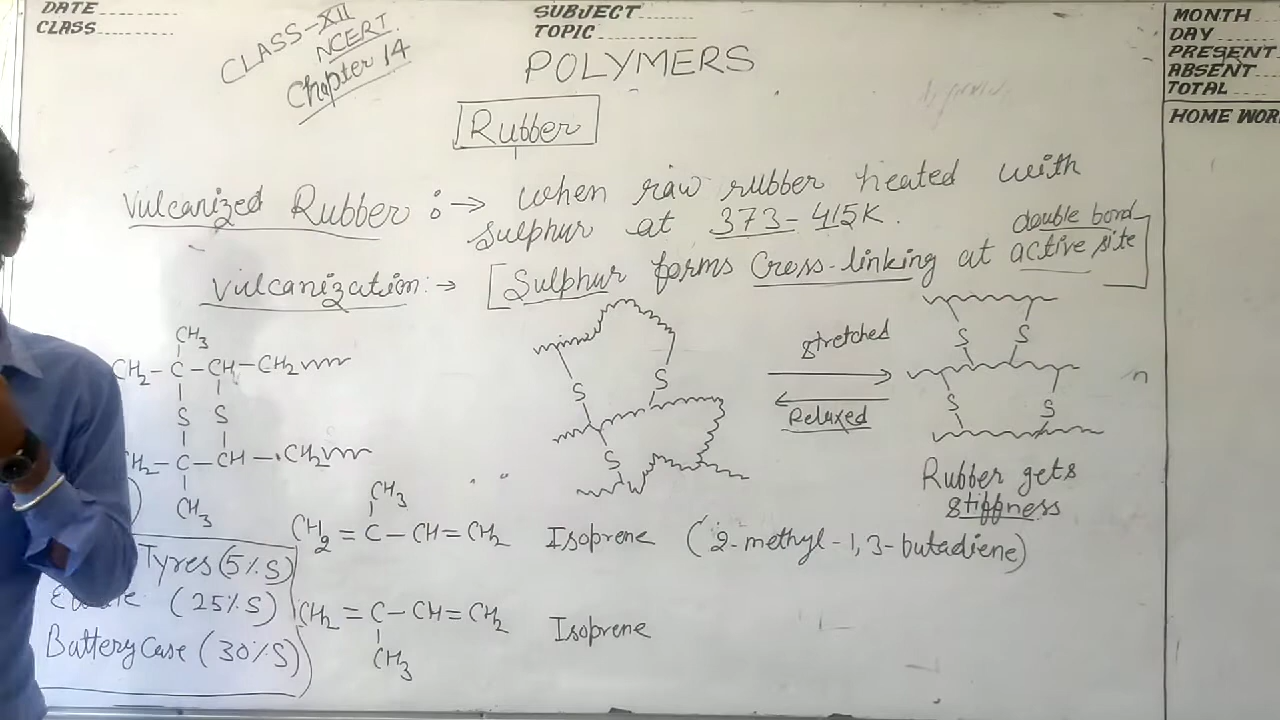 DATE
CLASS
SUBJECT
TOPIC
MONTH
DAY
PRESENT
ABSENT
TOTAL
HOME WOR
CLASS-XII
NCERT
Chapter 14
POLYMERS
Rubber
Vulcanized Rubber :→ When raw rubber heated with
sulphur at 373-415K.
double bond
Vulcanization:→ [Sulphur forms Cross-linking at active site]
CH3
CH2-C-CH-CH2
S S
CH2-C-CH-CH2
CH3
S S
S
stretched
Relaxed
S S
S S
Rubber gets
stiffness
CH3
CH2=C-CH=CH2 Isoprene (2-methyl-1,3-butadiene)
CH2=C-CH=CH2 Isoprene
CH3
Tyres (5%S)
(25%S)
Battery Case (30%S)